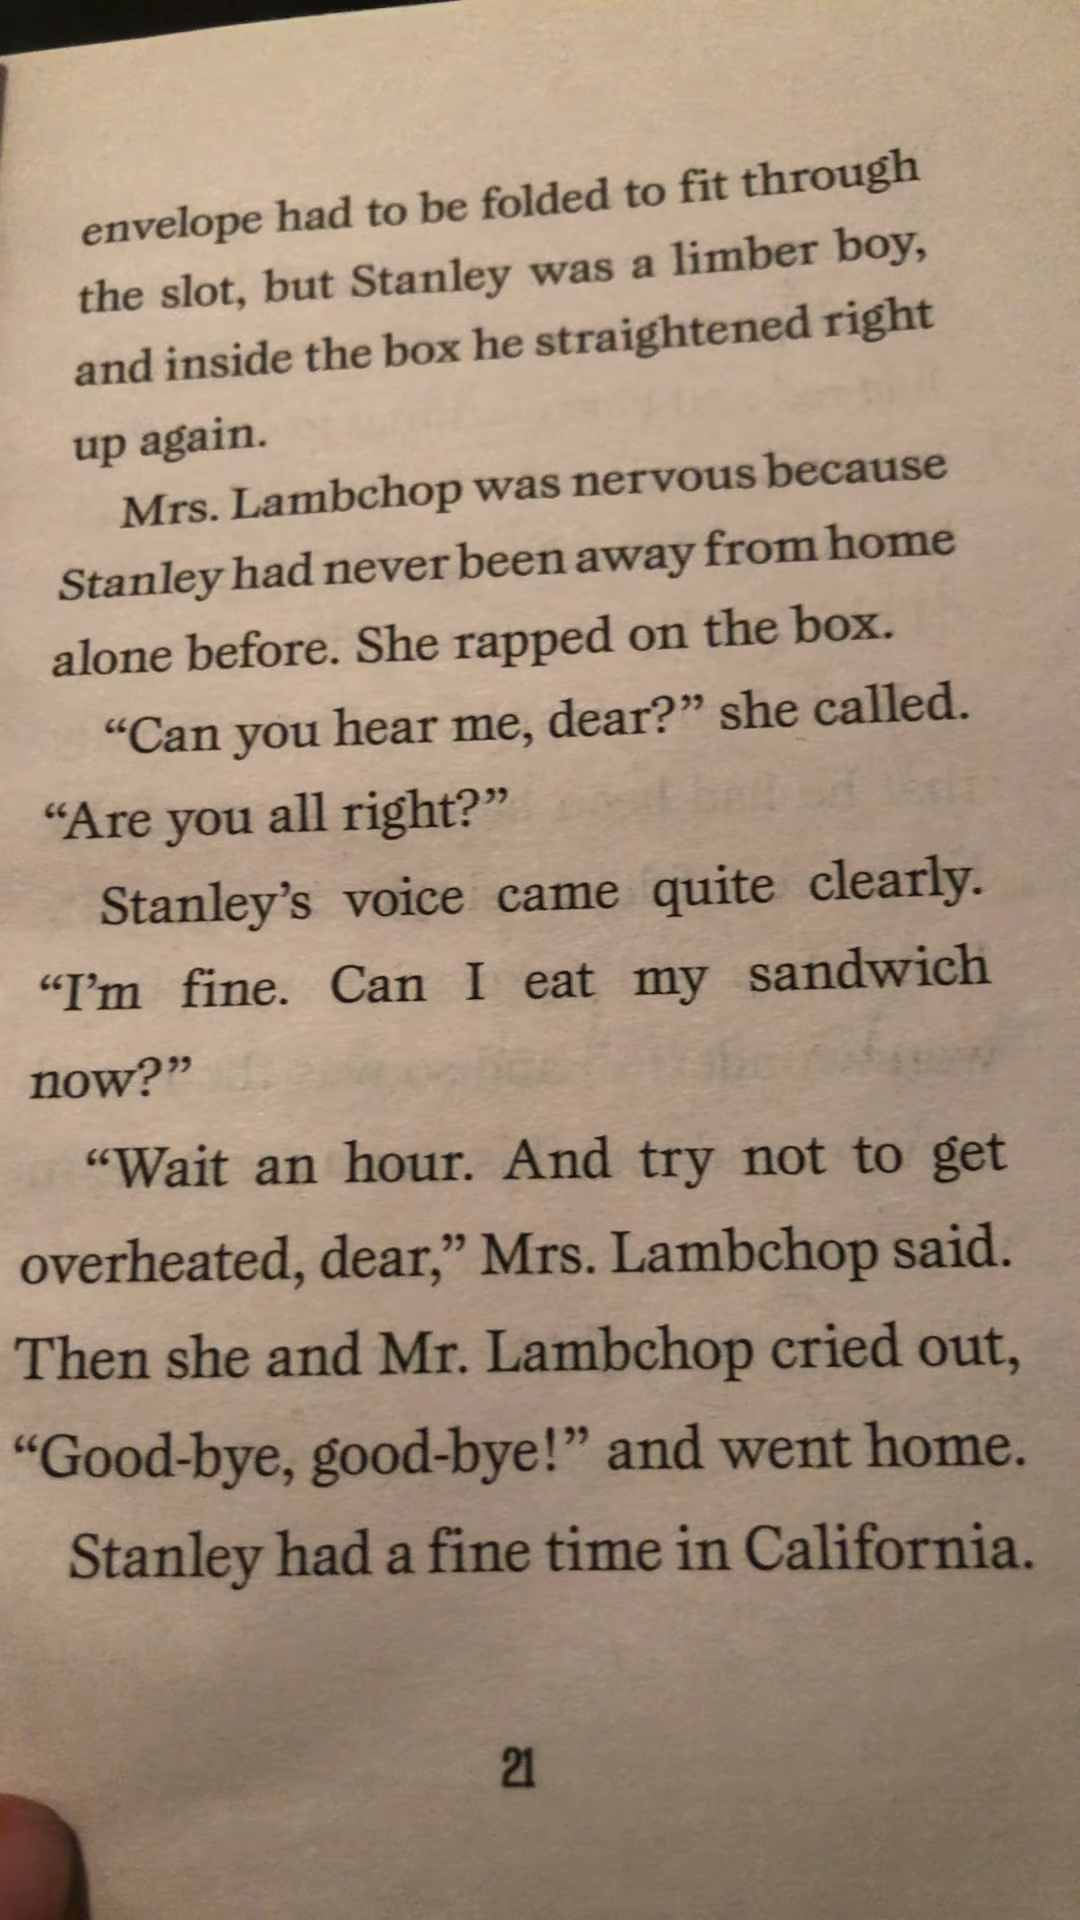 envelope had to be folded to fit through
the slot, but Stanley was a limber boy,
and inside the box he straightened right
up again.
Mrs. Lambchop was nervous because
Stanley had never been away from home
alone before. She rapped on the box.
“Can you hear me, dear?” she called.
“Are you all right?”
Stanley’s voice came quite clearly.
“I’m fine. Can I eat my sandwich
now?”
“Wait an hour. And try not to get
overheated, dear,” Mrs. Lambchop said.
Then she and Mr. Lambchop cried out,
“Good-bye, good-bye!” and went home.
Stanley had a fine time in California.
21